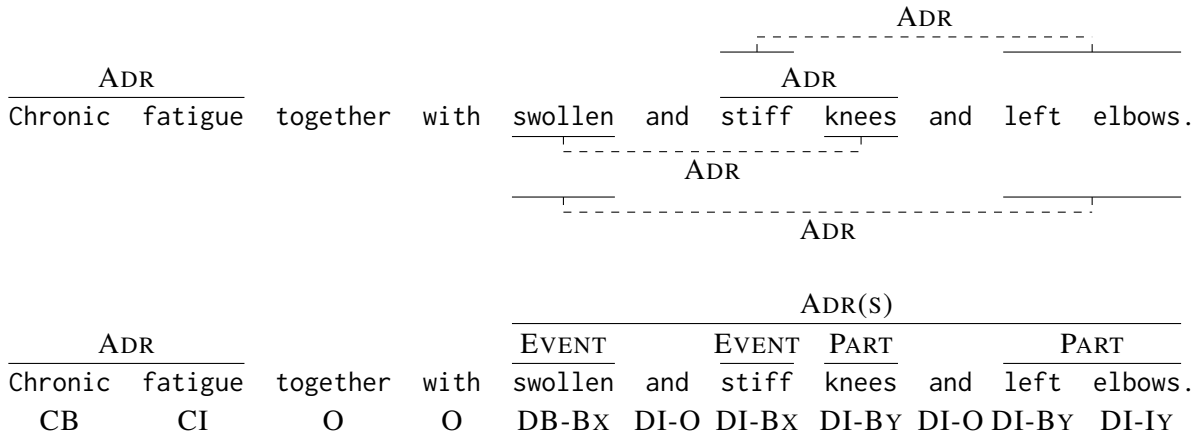 ADR
ADR ADR
Chronic fatigue together with swollen and stiff knees and left elbows.
ADR
ADR
ADR(S)
ADR EVENT EVENT PART PART
Chronic fatigue together with swollen and stiff knees and left elbows.
CB CI O O DB-BX DI-O DI-BX DI-BY DI-O DI-BY DI-IY